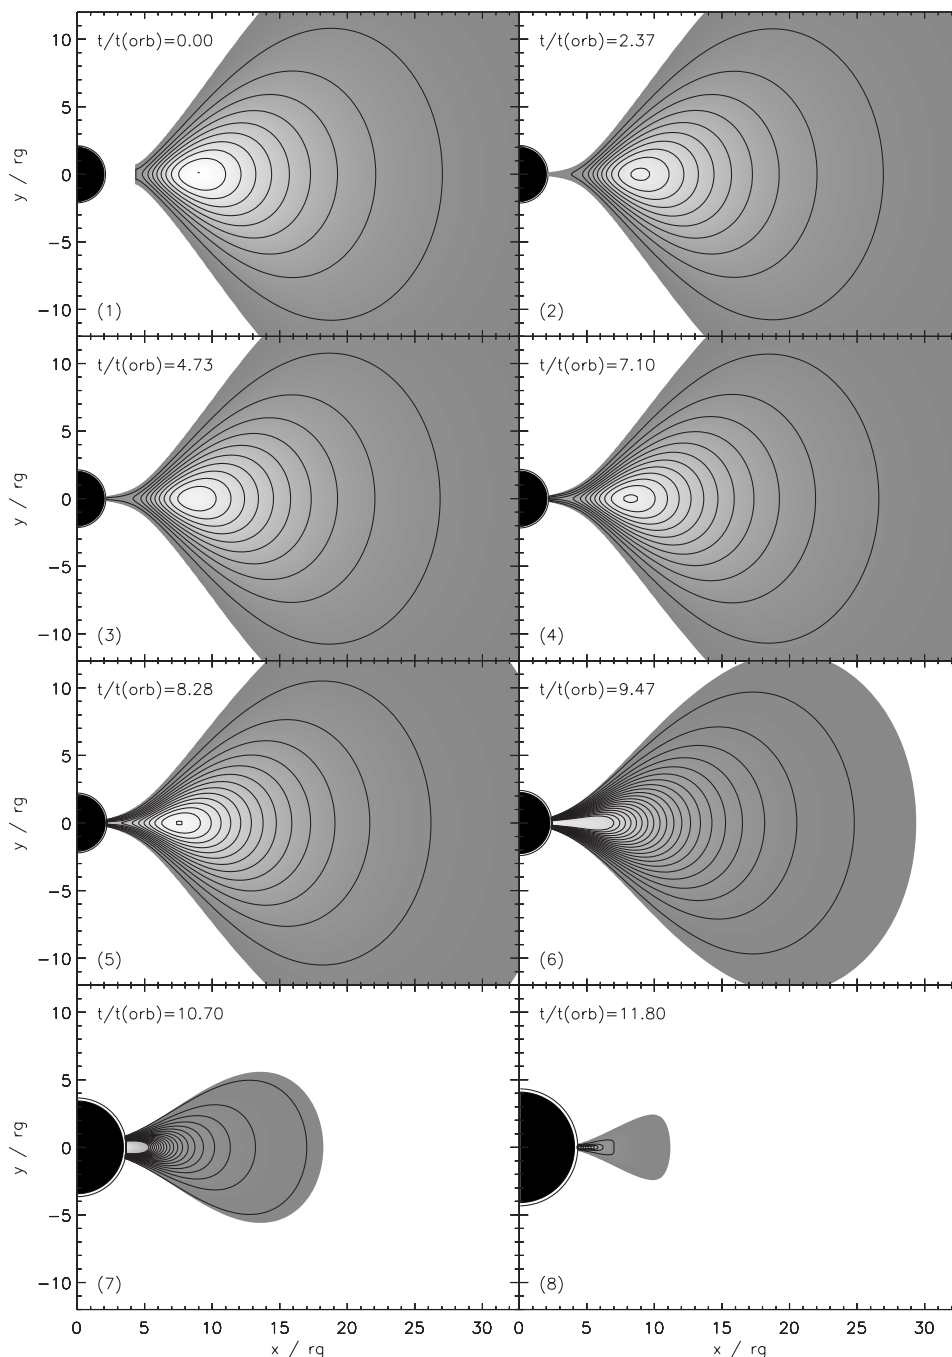 t/t(orb)=0.00
t/t(orb)=2.37
10
5
0
−5
−10
y / rg
(1)
(2)
t/t(orb)=4.73
t/t(orb)=7.10
10
5
0
−5
−10
y / rg
(3)
(4)
t/t(orb)=8.28
t/t(orb)=9.47
10
5
0
−5
−10
y / rg
(5)
(6)
t/t(orb)=10.70
t/t(orb)=11.80
10
5
0
−5
−10
y / rg
(7)
(8)
0 5 10 15 20 25 30 0 5 10 15 20 25 30
x / rg x / rg